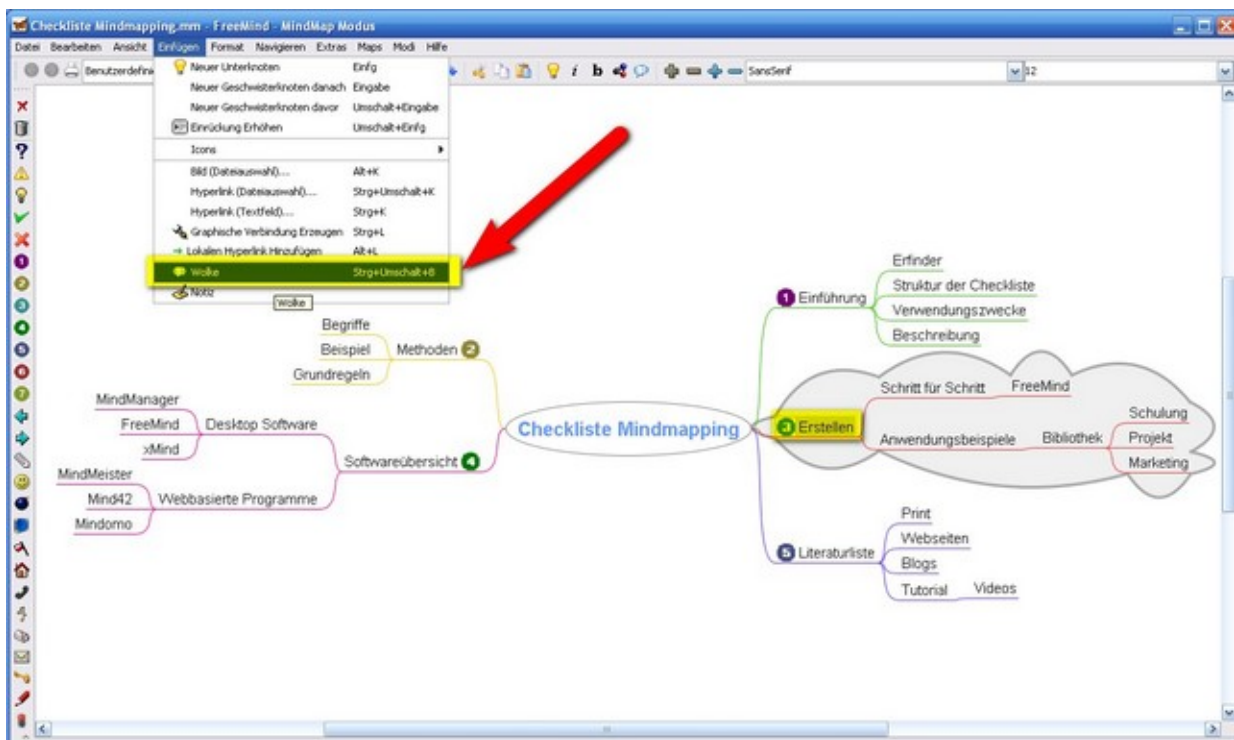 Checkliste Mindmapping.mm - FreeMind - MindMap Modus
Datei Bearbeiten Ansicht Einfügen Format Navigieren Extras Maps Modi Hilfe
SansSerif 12
Neuer Unterknoten Einfg
Neuer Geschwisterknoten danach Eingabe
Neuer Geschwisterknoten davor Umschalt+Eingabe
Einrückung Erhöhen Umschalt+Einfg
Icons
Bild (Dateiauswahl).... Alt+K
Hyperlink (Dateiauswahl).... Strg+Umschalt+K
Hyperlink (Textfeld).... Strg+K
Graphische Verbindung Erzeugen Strg+L
Lokalen Hyperlink Hinzufügen Alt+L
Wolke Strg+Umschalt+B
Notiz
Wolke
Begriffe
Beispiel
Grundregeln
Methoden 2
MindManager
FreeMind
xMind
Desktop Software
MindMeister
Mind42
Mindomo
Webbasierte Programme
Softwareübersicht 4
Checkliste Mindmapping
1 Einführung
Erfinder
Struktur der Checkliste
Verwendungszwecke
Beschreibung
3 Erstellen
Schritt für Schritt FreeMind
Anwendungsbeispiele Bibliothek
Schulung
Projekt
Marketing
5 Literaturliste
Print
Webseiten
Blogs
Tutorial Videos